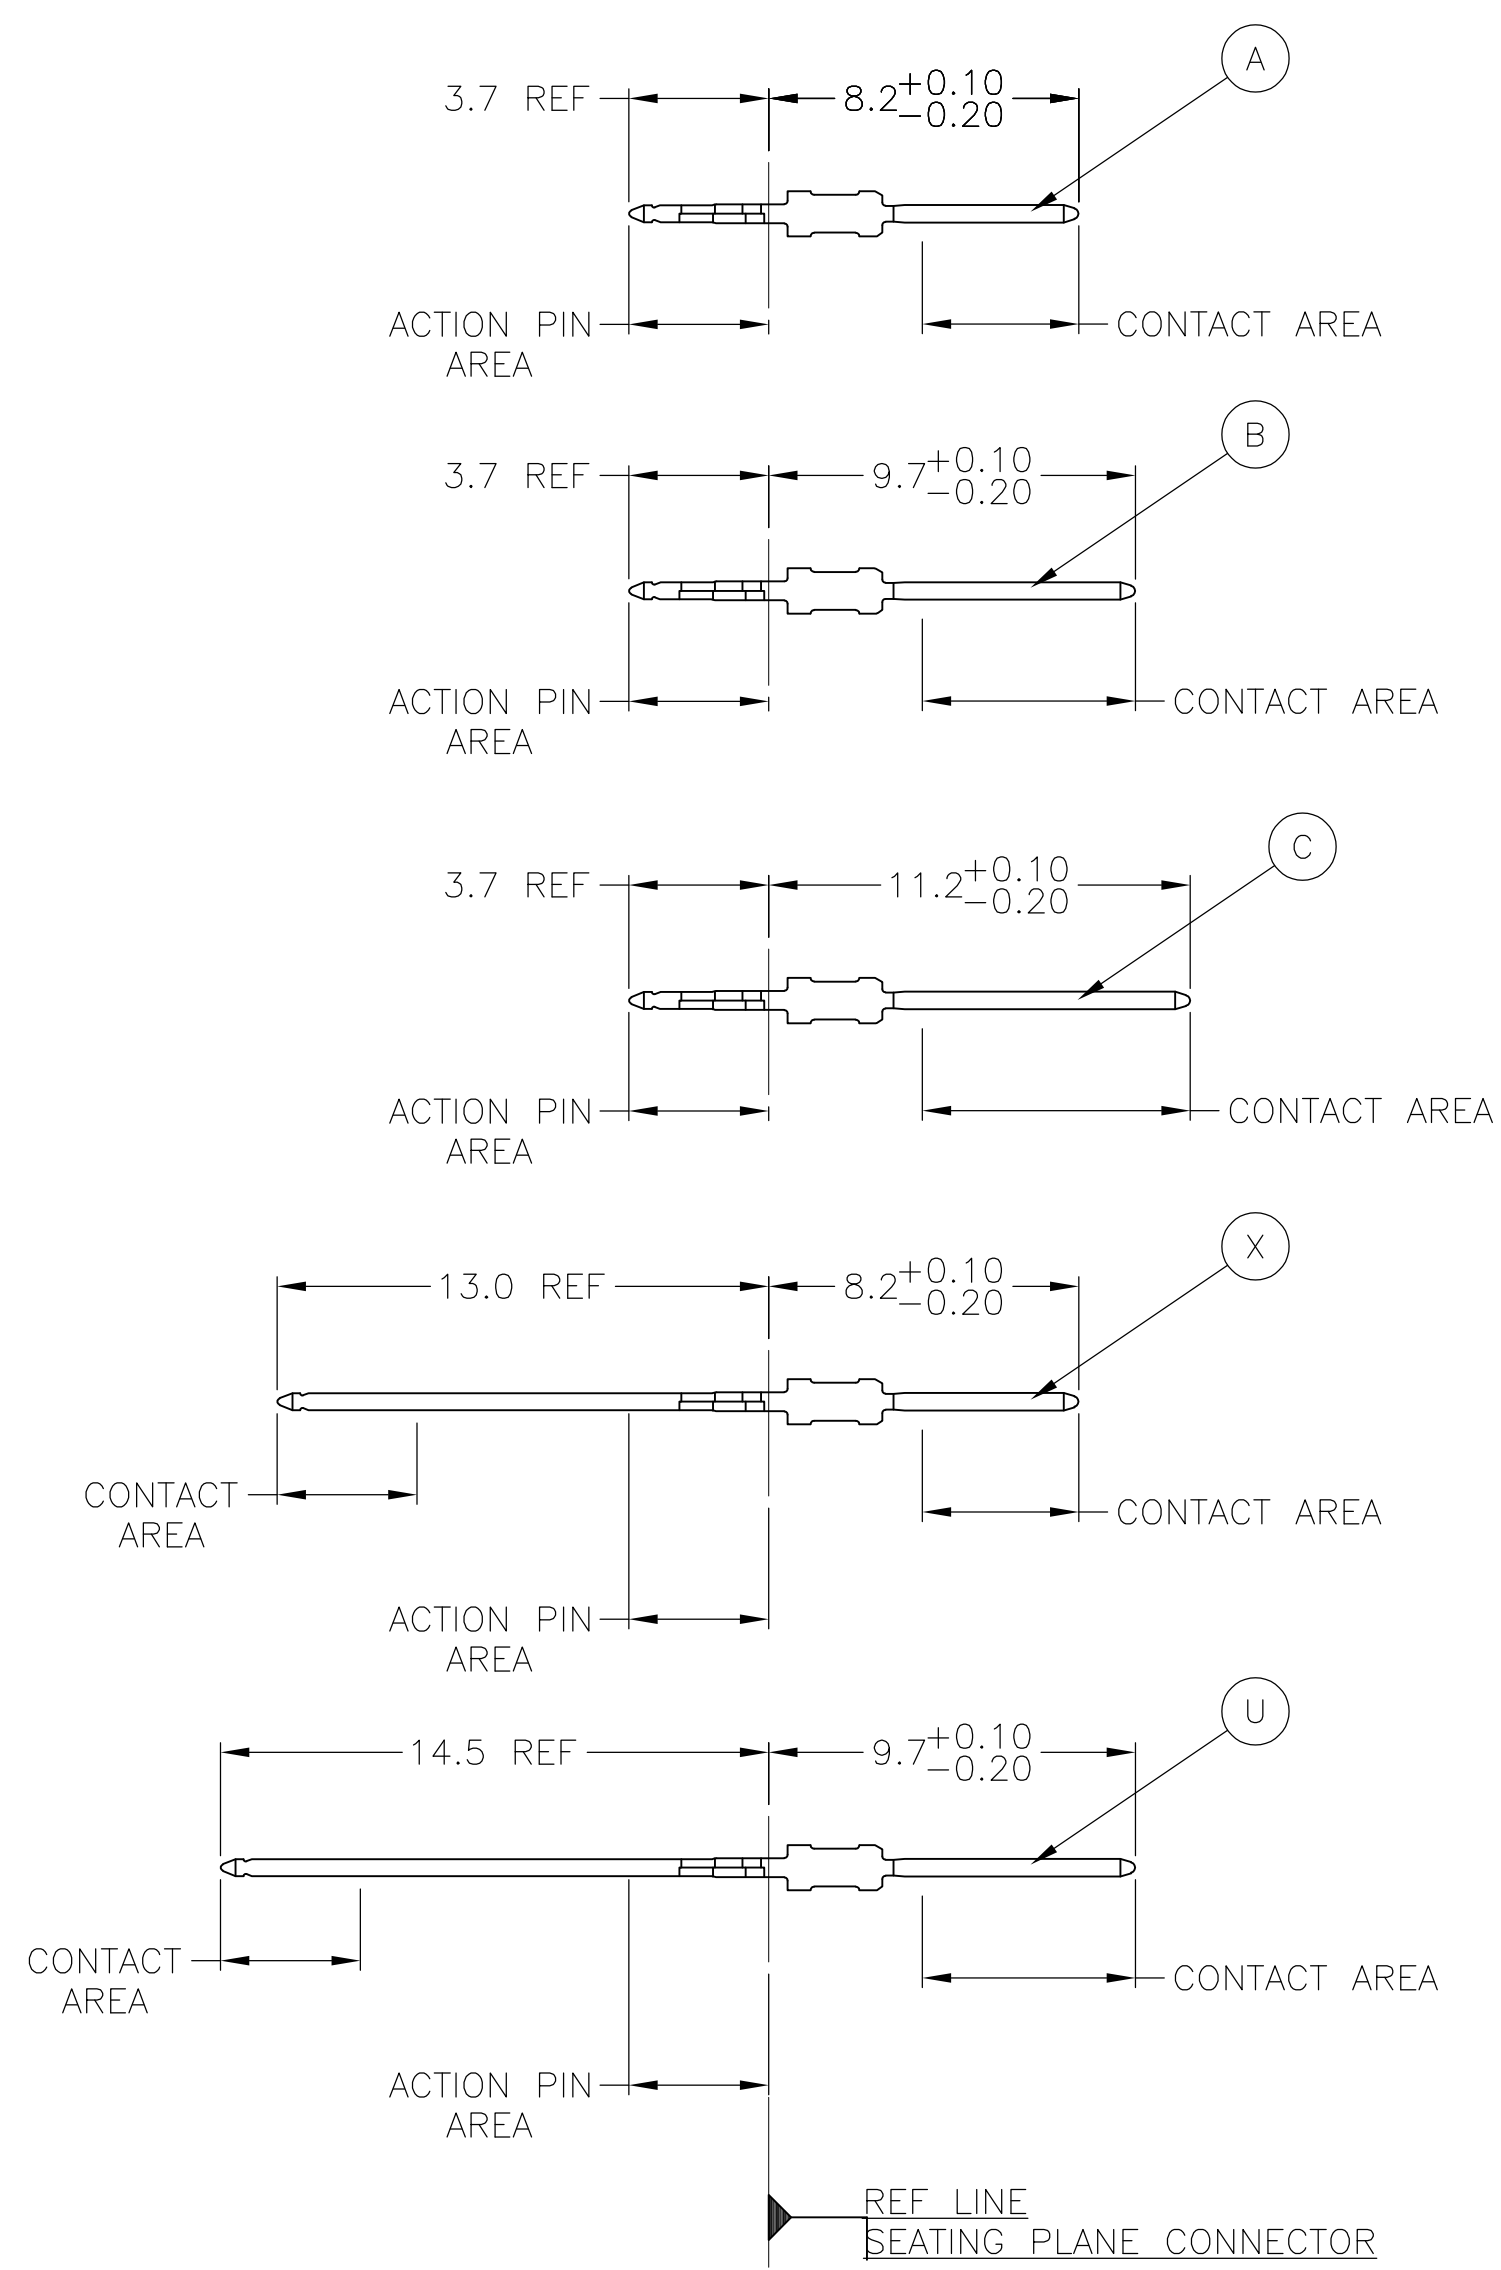 A
3.7 REF
8.2 +0.10
-0.20
ACTION PIN
AREA
CONTACT AREA
B
3.7 REF
9.7 +0.10
-0.20
ACTION PIN
AREA
CONTACT AREA
C
3.7 REF
11.2 +0.10
-0.20
ACTION PIN
AREA
CONTACT AREA
X
13.0 REF
8.2 +0.10
-0.20
CONTACT
AREA
CONTACT AREA
ACTION PIN
AREA
U
14.5 REF
9.7 +0.10
-0.20
CONTACT
AREA
CONTACT AREA
ACTION PIN
AREA
REF LINE
SEATING PLANE CONNECTOR